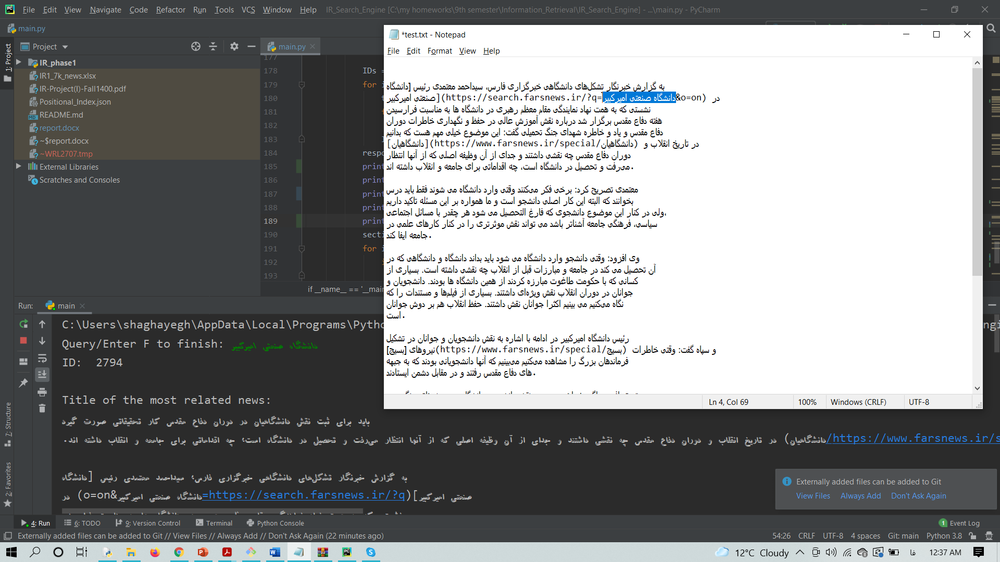 File Edit View Navigate Code Refactor Run Tools VCS Window Help IR_Search_Engine [C:\my homeworks\9th semester\Information_Retrieval\IR_Search_Engine] - ...\main.py - PyCharm
main.py
Project
main.py
1: Project
IR_phase1
IR1_7k_news.xlsx
IR-Project(I)-Fall1400.pdf
Positional_Index.json
README.md
report.docx
~$report.docx
~WRL2707.tmp
External Libraries
Scratches and Consoles
177
178 IDs =
179 for i
180
181
182
183
184 respo
185 print
186 print
187 print
188 print
189 print
190 secti
191 for i
192
193
if __name__ == '__main
*test.txt - Notepad
File Edit Format View Help
به گزارش خبرنگار تشکل‌های دانشگاهی خبرگزاری فارس، سیداحمد معتمدی رئیس [دانشگاه
صنعتی امیرکبیر](https://search.farsnews.ir/?q=دانشگاه صنعتی امیرکبیر&o=on) در
نشستی که به همت نهاد نمایندگی مقام معظم رهبری در دانشگاه ها به مناسبت فرارسیدن
هفته دفاع مقدس برگزار شد درباره نقش آموزش عالی در حفظ و نگهداری خاطرات دوران
دفاع مقدس و یاد و خاطره شهدای جنگ تحمیلی گفت: این موضوع خیلی مهم هست که بدانیم
[دانشگاهیان](https://www.farsnews.ir/special/دانشگاهیان) در تاریخ انقلاب و
دوران دفاع مقدس چه نقشی داشتند و جدای از آن وظیفه اصلی که از آنها انتظار
می‌رفت و تحصیل در دانشگاه است، چه اقداماتی برای جامعه و انقلاب داشته اند.
معتمدی تصریح کرد: برخی فکر می‌کنند وقتی وارد دانشگاه می شوند فقط باید درس
بخوانند که البته این کار اصلی دانشجو است و ما همواره بر این مسئله تاکید داریم
ولی در کنار این موضوع دانشجوی که فارغ التحصیل می شود هر چقدر با مسائل اجتماعی،
سیاسی، فرهنگی جامعه آشناتر باشد می تواند نقش موثرتری را در کنار کارهای علمی در
جامعه ایفا کند.
وی افزود: وقتی دانشجو وارد دانشگاه می شود باید بداند دانشگاه و دانشگاهی که در
آن تحصیل می کند در جامعه و مبارزات قبل از انقلاب چه نقشی داشته است. بسیاری از
کسانی که با حکومت طاغوت مبارزه کردند از همین دانشگاه ها بودند. دانشجویان و
جوانان در دوران انقلاب نقش ویژه‌ای داشتند. بسیاری از فیلم‌ها و مستندات را که
نگاه می‌کنیم می بینیم اکثرا جوانان نقش داشتند. حفظ انقلاب هم بر دوش جوانان
است.
رئیس دانشگاه امیرکبیر در ادامه با اشاره به نقش دانشجویان و جوانان در تشکیل
نیروهای [بسیج](https://www.farsnews.ir/special/بسیج) و سپاه گفت: وقتی خاطرات
فرماندهان بزرگ را مشاهده می‌کنیم می‌بینیم که آنها دانشجویانی بودند که به جبهه
های دفاع مقدس رفتند و در مقابل دشمن ایستادند.
Ln 4, Col 69 100% Windows (CRLF) UTF-8
Run: main
C:\Users\shaghayegh\AppData\Local\Programs\Pytho
ngi
Query/Enter F to finish: دانشگاه صنعتی امیرکبیر
ID: 2794
Title of the most related news:
باید برای ثبت نقش دانشگاهیان در دوران دفاع مقدس کار تحقیقاتی صورت گیرد
https://www.farsnews.ir/s/دانشگاهیان) در تاریخ انقلاب و دوران دفاع مقدس چه نقشی داشتند و جدای از آن وظیفه اصلی که از آنها انتظار می‌رفت و تحصیل در دانشگاه است؛ چه اقداماتی برای جامعه و انقلاب داشته اند.
به گزارش خبرنگار تشکل‌های دانشگاهی خبرگزاری فارس؛ سیداحمد معتمدی رئیس [دانشگاه
صنعتی امیرکبیر](https://search.farsnews.ir/?q=دانشگاه صنعتی امیرکبیر&o=on) در
7: Structure
2: Favorites
Externally added files can be added to Git
View Files Always Add Don't Ask Again
4: Run 6: TODO 9: Version Control Terminal Python Console 1 Event Log
Externally added files can be added to Git // View Files // Always Add // Don't Ask Again (22 minutes ago) 54:26 CRLF UTF-8 4 spaces Git: main Python 3.8
12°C Cloudy فا 12:37 AM